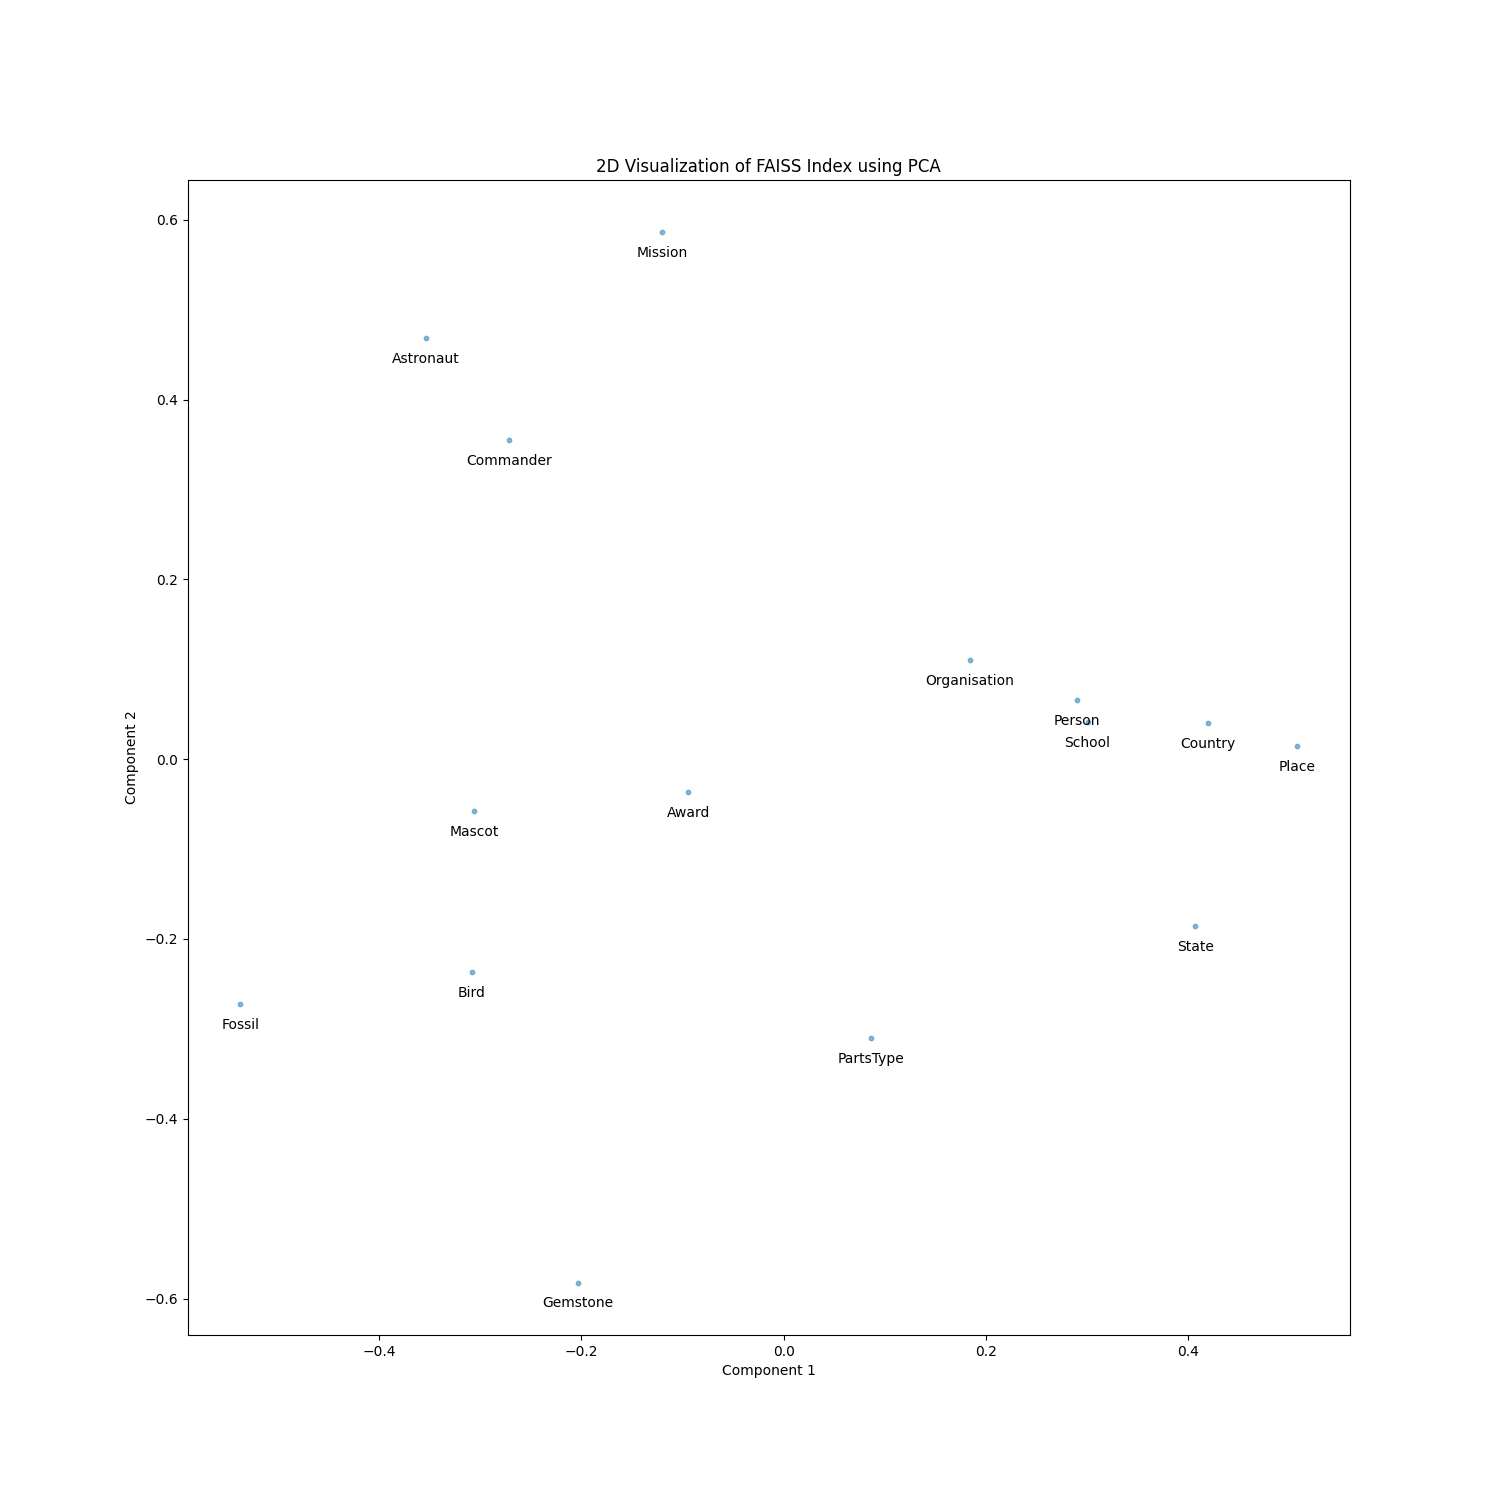 2D Visualization of FAISS Index using PCA
0.6
Mission
Astronaut
0.4
Commander
0.2
Organisation
Person
School
Country
Place
0.0
Component 2
Award
Mascot
−0.2
State
Bird
Fossil
PartsType
−0.4
−0.6
Gemstone
−0.4
−0.2
0.0
0.2
0.4
Component 1